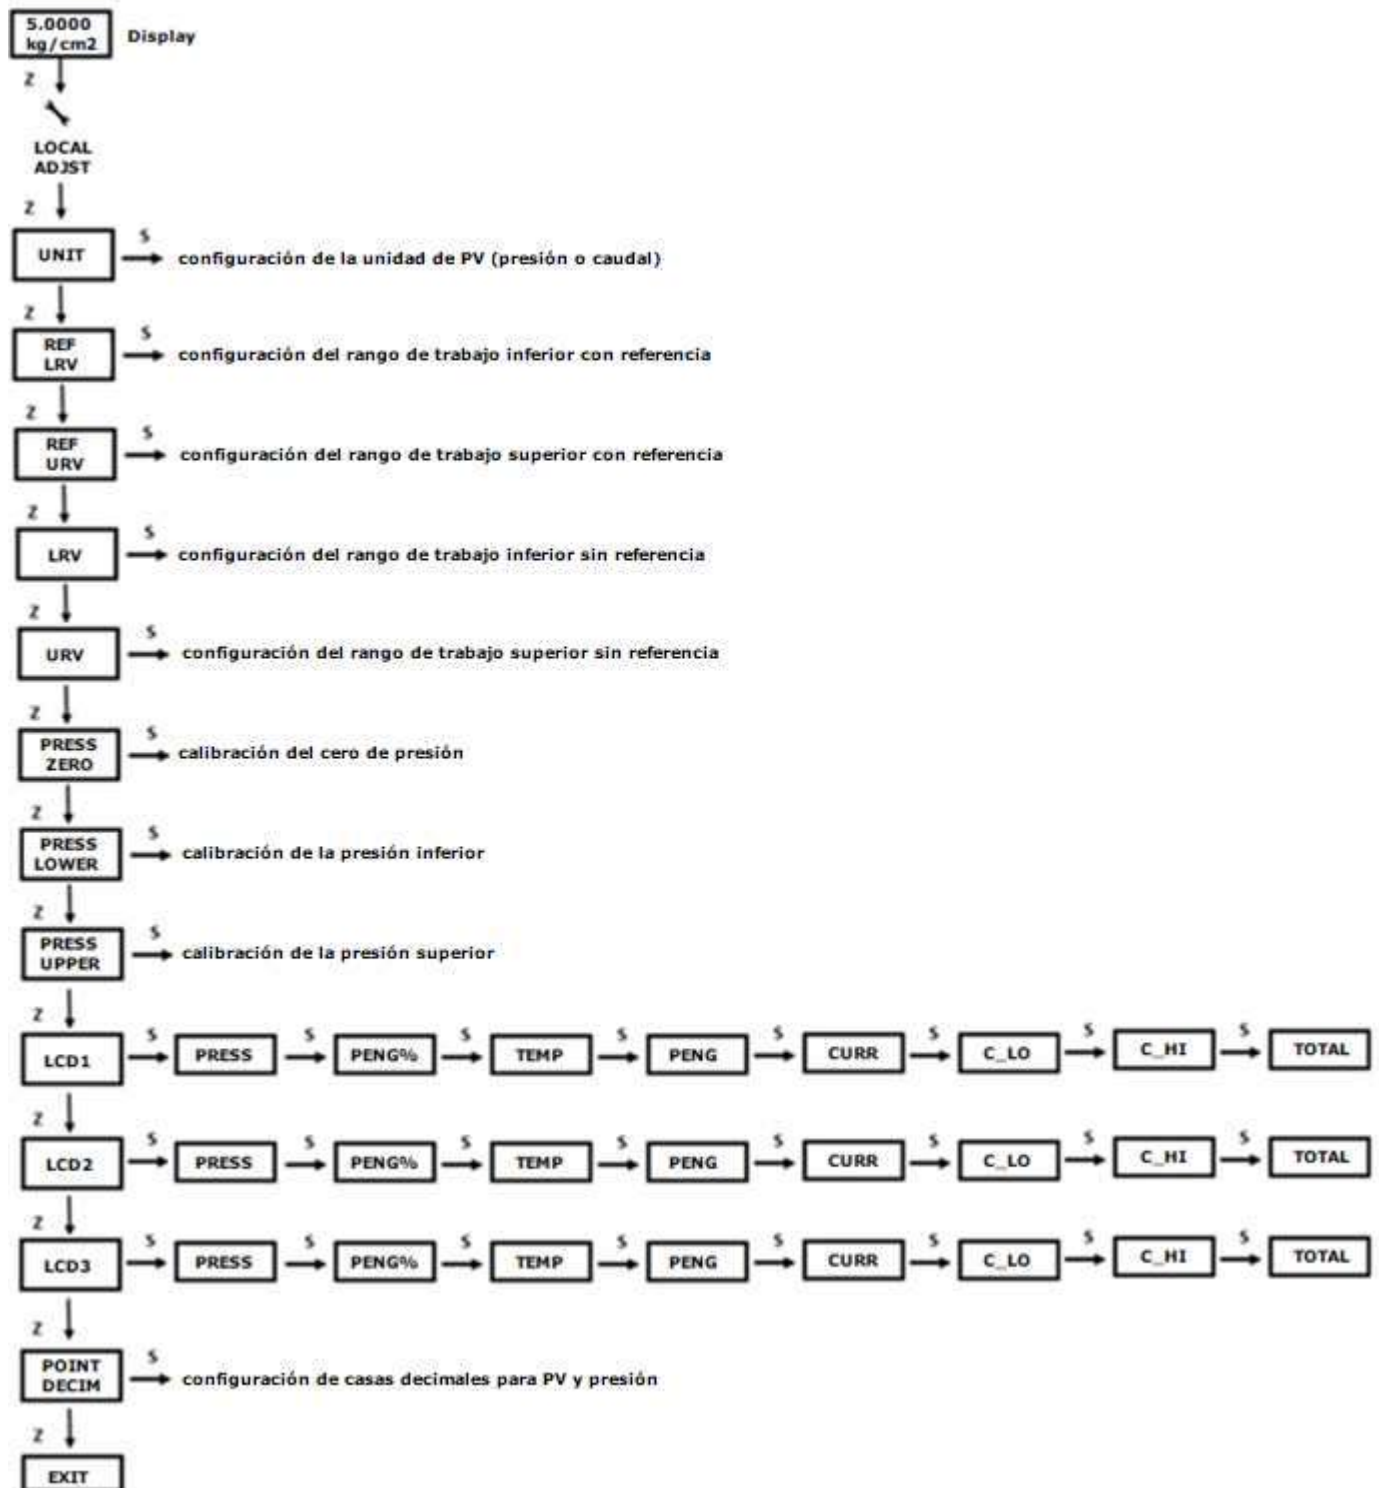 5.0000
kg/cm2
Display
Z
LOCAL
ADJST
Z
UNIT
S
configuración de la unidad de PV (presión o caudal)
Z
REF
LRV
S
configuración del rango de trabajo inferior con referencia
Z
REF
URV
S
configuración del rango de trabajo superior con referencia
Z
LRV
S
configuración del rango de trabajo inferior sin referencia
Z
URV
S
configuración del rango de trabajo superior sin referencia
Z
PRESS
ZERO
S
calibración del cero de presión
Z
PRESS
LOWER
S
calibración de la presión inferior
Z
PRESS
UPPER
S
calibración de la presión superior
Z
LCD1 S PRESS S PENG% S TEMP S PENG S CURR S C_LO S C_HI S TOTAL
Z
LCD2 S PRESS S PENG% S TEMP S PENG S CURR S C_LO S C_HI S TOTAL
Z
LCD3 S PRESS S PENG% S TEMP S PENG S CURR S C_LO S C_HI S TOTAL
Z
POINT
DECIM
S
configuración de casas decimales para PV y presión
Z
EXIT